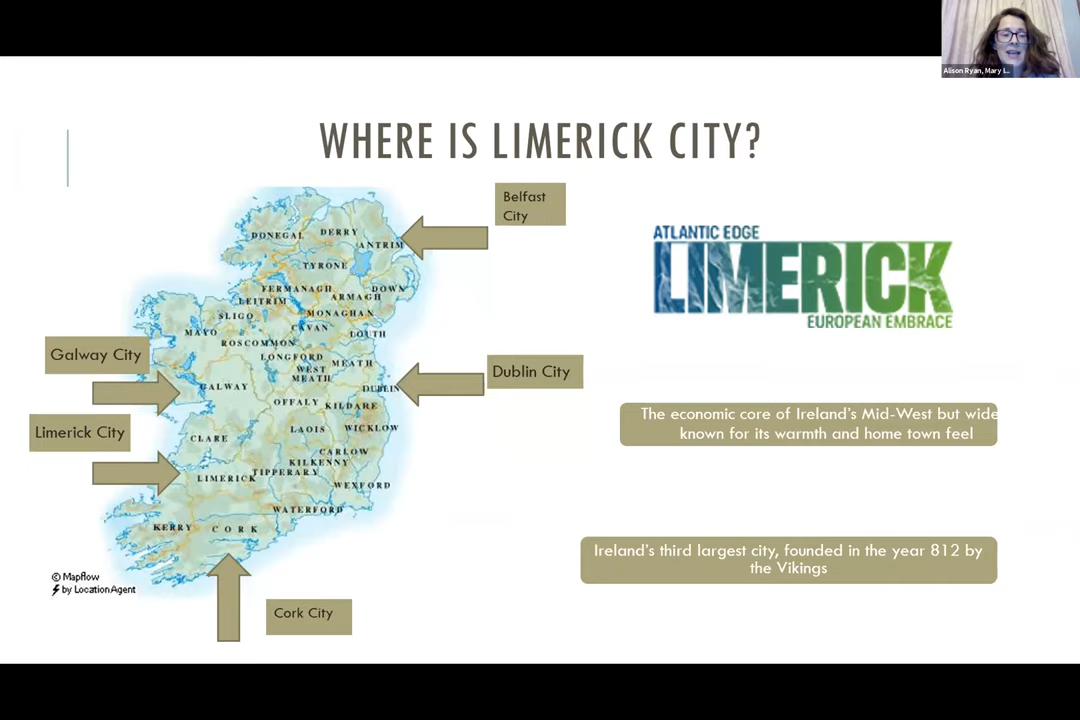 Alison Ryan, Mary L..
WHERE IS LIMERICK CITY?
Belfast
City
ATLANTIC EDGE
LIMERICK
EUROPEAN EMBRACE
DONEGAL
DERRY
ANTRIM
TYRONE
FERMANAGH
DOWN
LEITRIM
ARMAGH
SLIGO
MONAGHAN
CAVAN
MAYO
LOUTH
ROSCOMMON
LONGFORD
MEATH
WEST
MEATH
GALWAY
DUBLIN
OFFALY
KILDARE
LAOIS
WICKLOW
CLARE
CARLOW
KILKENNY
TIPPERARY
LIMERICK
WEXFORD
WATERFORD
KERRY
CORK
Galway City
Dublin City
Limerick City
Cork City
The economic core of Ireland's Mid-West but wide
known for its warmth and home town feel
Ireland's third largest city, founded in the year 812 by
the Vikings
© Mapflow
by LocationAgent